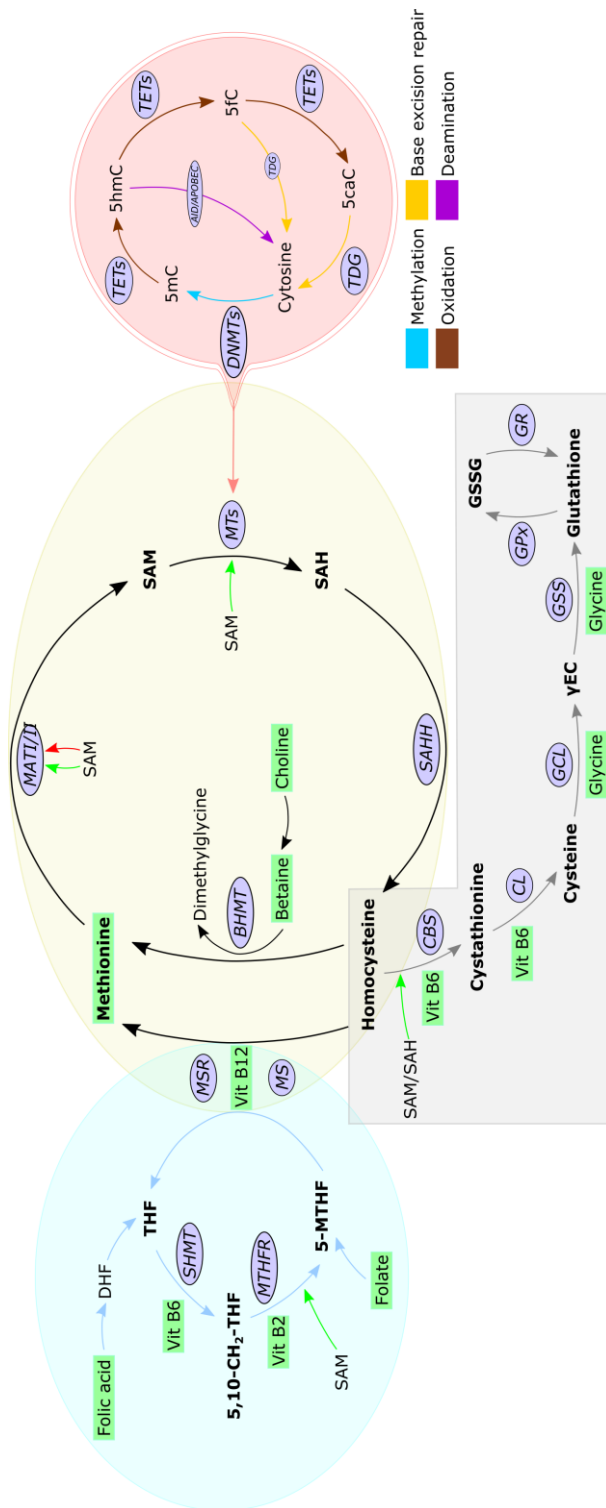 Folic acid
DHF
THF
SHMT
Vit B6
5,10-CH₂-THF
MTHFR
Vit B2
SAM
5-MTHF
Folate
MSR
Vit B12
MS
Methionine
MATI/II
SAM
SAM
MTs
SAM
SAH
SAHH
Dimethylglycine
BHMT
Betaine
Choline
Homocysteine
SAM/SAH
CBS
Vit B6
Cystathionine
CL
Vit B6
Cysteine
GCL
Glycine
γEC
GSS
Glycine
Glutathione
GPx
GSSG
GR
DNMTs
Cytosine
5mC
TETs
5hmC
AID/APOBEC
TETs
5fC
TDG
TETs
5caC
TDG
Methylation
Base excision repair
Oxidation
Deamination